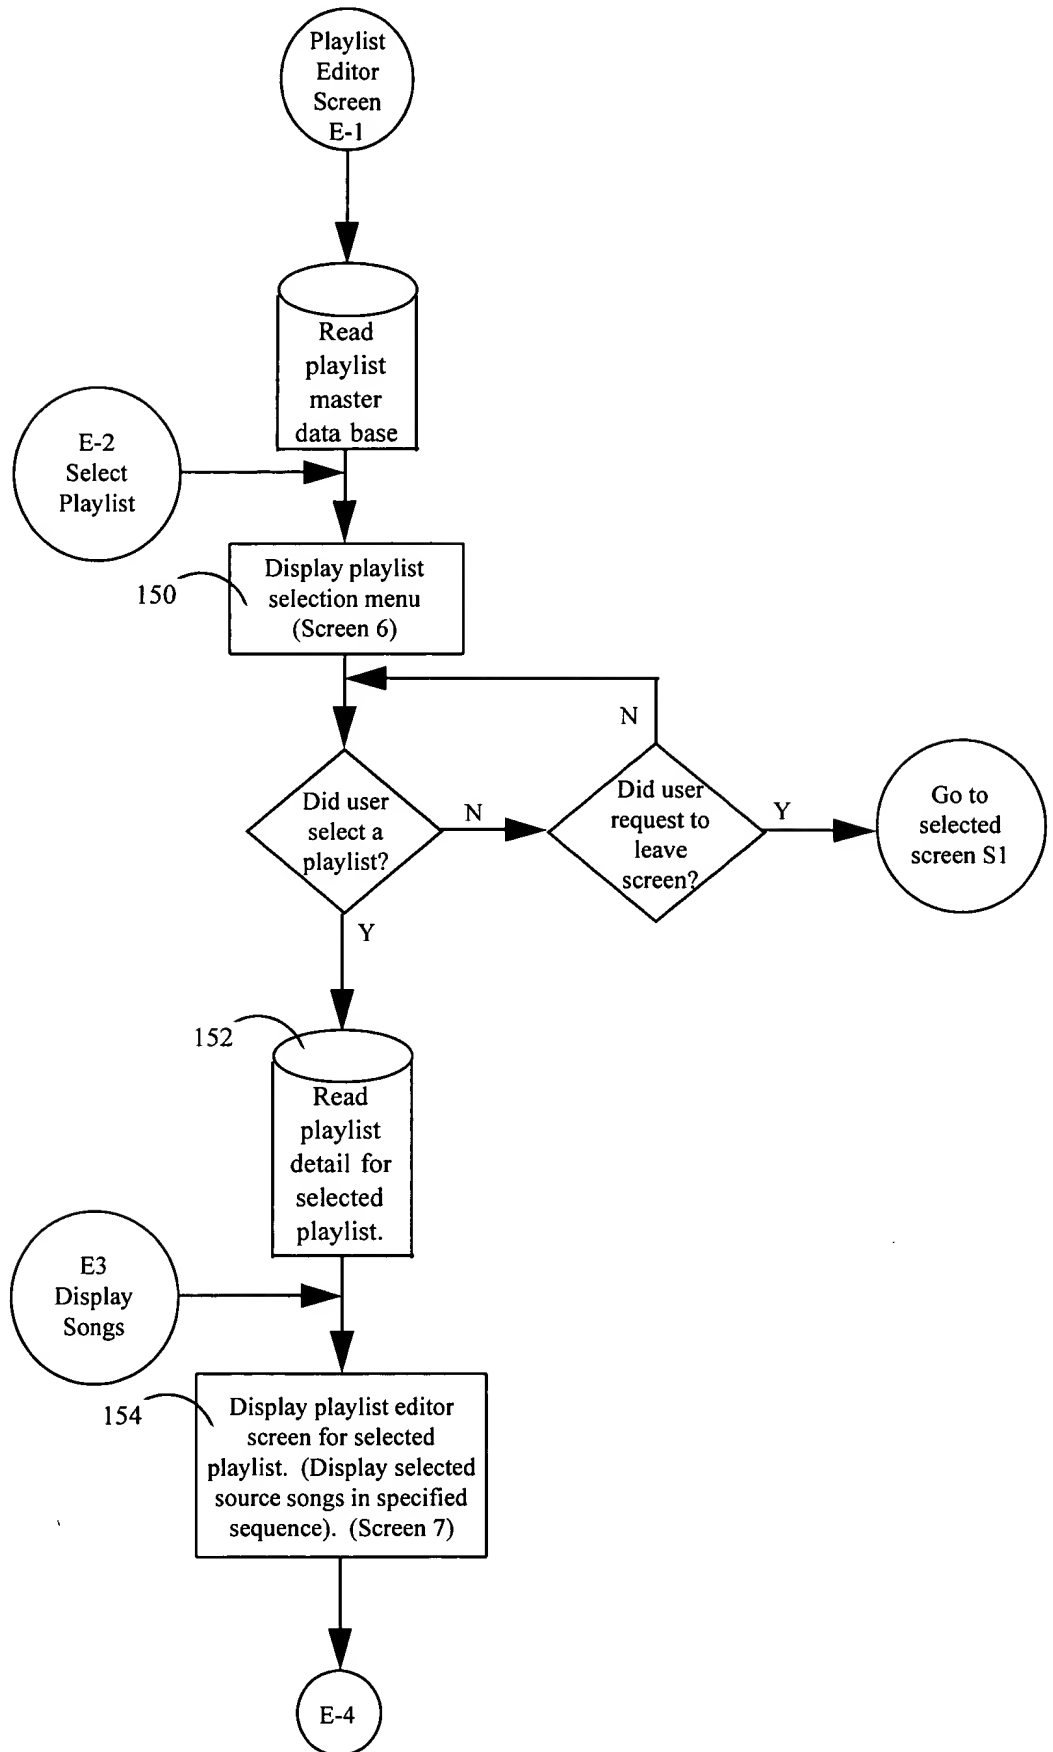 Playlist
Editor
Screen
E-1
Read
playlist
master
data base
E-2
Select
Playlist
150
Display playlist
selection menu
(Screen 6)
N
Did user
select a
playlist?
N
Did user
request to
leave
screen?
Y
Go to
selected
screen S1
Y
152
Read
playlist
detail for
selected
playlist.
E3
Display
Songs
154
Display playlist editor
screen for selected
playlist. (Display selected
source songs in specified
sequence). (Screen 7)
E-4